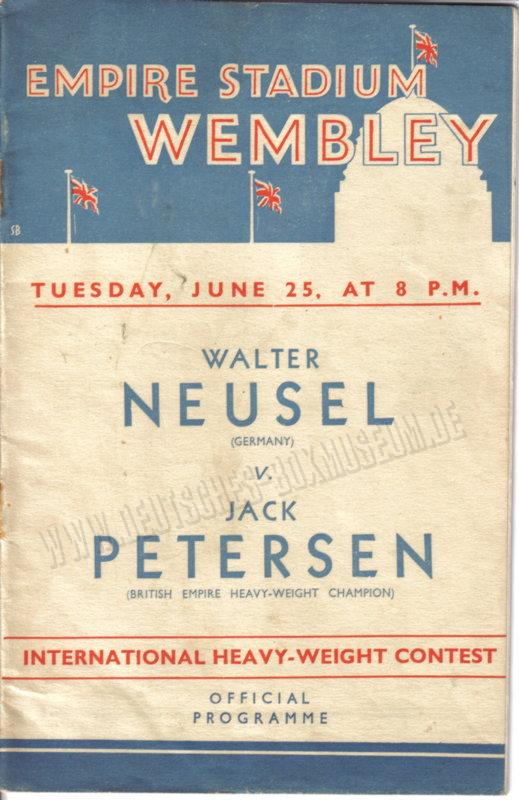 EMPIRE STADIUM
WEMBLEY
SB
TUESDAY, JUNE 25, AT 8 P.M.
WALTER
NEUSEL
(GERMANY)
V.
JACK
PETERSEN
(BRITISH EMPIRE HEAVY-WEIGHT CHAMPION)
WWW.DEUTSCHES-BOXMUSEUM.DE
INTERNATIONAL HEAVY-WEIGHT CONTEST
OFFICIAL
PROGRAMME